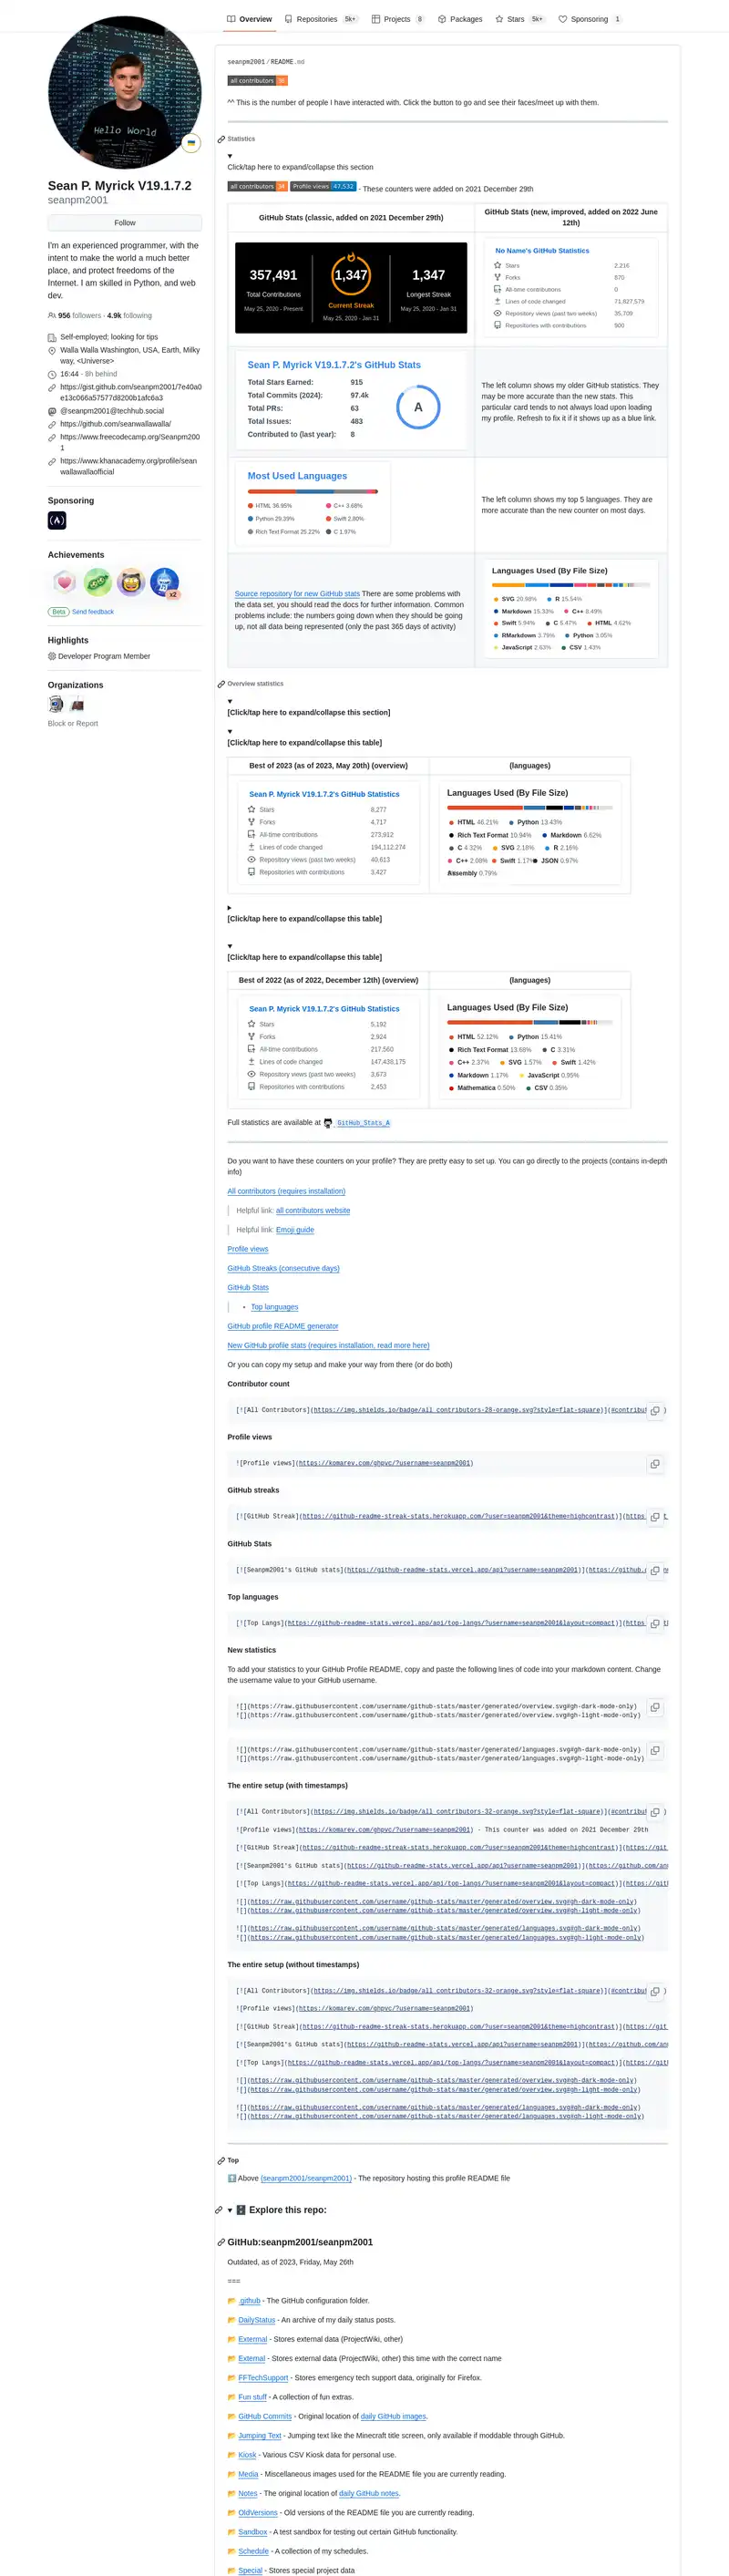 Overview Repositories 5k+ Projects 8 Packages Stars 5k+ Sponsoring 1
Hello World
Sean P. Myrick V19.1.7.2
seanpm2001
Follow
I'm an experienced programmer, with the
intent to make the world a much better
place, and protect freedoms of the
Internet. I am skilled in Python, and web
dev.
956 followers · 4.9k following
Self-employed; looking for tips
Walla Walla Washington, USA, Earth, Milky
way, <Universe>
16:44 - 8h behind
https://gist.github.com/seanpm2001/7e40a0
e13c066a57577d8200b1afc6a3
@seanpm2001@techhub.social
https://github.com/seanwallawalla/
https://www.freecodecamp.org/Seanpm200
1
https://www.khanacademy.org/profile/sean
wallawallaofficial
Sponsoring
Achievements
x2
Beta Send feedback
Highlights
Developer Program Member
Organizations
Block or Report
seanpm2001/README.md
all contributors
^^ This is the number of people I have interacted with. Click the button to go and see their faces/meet up with them.
Statistics
Click/tap here to expand/collapse this section
all contributors 34 Profile views 47,532 - These counters were added on 2021 December 29th
GitHub Stats (classic, added on 2021 December 29th)
GitHub Stats (new, improved, added on 2022 June
12th)
357,491
Total Contributions
May 25, 2020 - Present
1,347
Current Streak
May 25, 2020 - Jan 31
1,347
Longest Streak
May 25, 2020 - Jan 31
No Name's GitHub Statistics
Stars 2,216
Forks 870
All-time contributions 0
Lines of code changed 71,827,579
Repository views (past two weeks) 35,709
Repositories with contributions 900
Sean P. Myrick V19.1.7.2's GitHub Stats
Total Stars Earned: 915
Total Commits (2024): 97.4k
Total PRs: 63
Total Issues: 483
Contributed to (last year): 8
A
The left column shows my older GitHub statistics. They
may be more accurate than the new stats. This
particular card tends to not always load upon loading
my profile. Refresh to fix it if it shows up as a blue link.
Most Used Languages
HTML 36.95% C++ 3.68%
Python 29.39% Swift 2.80%
Rich Text Format 25.22% C 1.97%
The left column shows my top 5 languages. They are
more accurate than the new counter on most days.
Source repository for new GitHub stats There are some problems with
the data set, you should read the docs for further information. Common
problems include: the numbers going down when they should be going
up, not all data being represented (only the past 365 days of activity)
Languages Used (By File Size)
SVG 20.98% R 15.54%
Markdown 15.33% C++ 8.49%
Swift 5.94% C 5.47% HTML 4.62%
RMarkdown 3.79% Python 3.05%
JavaScript 2.63% CSV 1.43%
Overview statistics
[Click/tap here to expand/collapse this section]
[Click/tap here to expand/collapse this table]
Best of 2023 (as of 2023, May 20th) (overview) (languages)
Sean P. Myrick V19.1.7.2's GitHub Statistics
Stars 8,277
Forks 4,717
All-time contributions 273,912
Lines of code changed 194,112,274
Repository views (past two weeks) 40,613
Repositories with contributions 3,427
Languages Used (By File Size)
HTML 46.21% Python 13.43%
Rich Text Format 10.94% Markdown 6.62%
C 4.32% SVG 2.18% R 2.16%
C++ 2.08% Swift 1.17% JSON 0.97%
Assembly 0.79%
[Click/tap here to expand/collapse this table]
[Click/tap here to expand/collapse this table]
Best of 2022 (as of 2022, December 12th) (overview) (languages)
Sean P. Myrick V19.1.7.2's GitHub Statistics
Stars 5,192
Forks 2,924
All-time contributions 217,560
Lines of code changed 147,438,175
Repository views (past two weeks) 3,673
Repositories with contributions 2,453
Languages Used (By File Size)
HTML 52.12% Python 15.41%
Rich Text Format 13.68% C 3.31%
C++ 2.37% SVG 1.57% Swift 1.42%
Markdown 1.17% JavaScript 0.95%
Mathematica 0.50% CSV 0.35%
Full statistics are available at GitHub_Stats_A
Do you want to have these counters on your profile? They are pretty easy to set up. You can go directly to the projects (contains in-depth
info)
All contributors (requires installation)
Helpful link: all contributors website
Helpful link: Emoji guide
Profile views
GitHub Streaks (consecutive days)
GitHub Stats
Top languages
GitHub profile README generator
New GitHub profile stats (requires installation, read more here)
Or you can copy my setup and make your way from there (or do both)
Contributor count
[![All Contributors](https://img.shields.io/badge/all_contributors-28-orange.svg?style=flat-square)](#contribu
Profile views
![Profile views](https://komarev.com/ghpvc/?username=seanpm2001)
GitHub streaks
[![GitHub Streak](https://github-readme-streak-stats.herokuapp.com/?user=seanpm2001&theme=highcontrast)](https:
GitHub Stats
[![Seanpm2001's GitHub stats](https://github-readme-stats.vercel.app/api?username=seanpm2001)](https://github.
Top languages
[![Top Langs](https://github-readme-stats.vercel.app/api/top-langs/?username=seanpm2001&layout=compact)](https:
New statistics
To add your statistics to your GitHub Profile README, copy and paste the following lines of code into your markdown content. Change
the username value to your GitHub username.
![](https://raw.githubusercontent.com/username/github-stats/master/generated/overview.svg#gh-dark-mode-only)
![](https://raw.githubusercontent.com/username/github-stats/master/generated/overview.svg#gh-light-mode-only)
![](https://raw.githubusercontent.com/username/github-stats/master/generated/languages.svg#gh-dark-mode-only)
![](https://raw.githubusercontent.com/username/github-stats/master/generated/languages.svg#gh-light-mode-only)
The entire setup (with timestamps)
[![All Contributors](https://img.shields.io/badge/all_contributors-32-orange.svg?style=flat-square)](#contribu
![Profile views](https://komarev.com/ghpvc/?username=seanpm2001) - This counter was added on 2021 December 29th
[![GitHub Streak](https://github-readme-streak-stats.herokuapp.com/?user=seanpm2001&theme=highcontrast)](https://git
[![Seanpm2001's GitHub stats](https://github-readme-stats.vercel.app/api?username=seanpm2001)](https://github.com/an
[![Top Langs](https://github-readme-stats.vercel.app/api/top-langs/?username=seanpm2001&layout=compact)](https://git
![](https://raw.githubusercontent.com/username/github-stats/master/generated/overview.svg#gh-dark-mode-only)
![](https://raw.githubusercontent.com/username/github-stats/master/generated/overview.svg#gh-light-mode-only)
![](https://raw.githubusercontent.com/username/github-stats/master/generated/languages.svg#gh-dark-mode-only)
![](https://raw.githubusercontent.com/username/github-stats/master/generated/languages.svg#gh-light-mode-only)
The entire setup (without timestamps)
[![All Contributors](https://img.shields.io/badge/all_contributors-32-orange.svg?style=flat-square)](#contribu
![Profile views](https://komarev.com/ghpvc/?username=seanpm2001)
[![GitHub Streak](https://github-readme-streak-stats.herokuapp.com/?user=seanpm2001&theme=highcontrast)](https://git
[![Seanpm2001's GitHub stats](https://github-readme-stats.vercel.app/api?username=seanpm2001)](https://github.com/an
[![Top Langs](https://github-readme-stats.vercel.app/api/top-langs/?username=seanpm2001&layout=compact)](https://git
![](https://raw.githubusercontent.com/username/github-stats/master/generated/overview.svg#gh-dark-mode-only)
![](https://raw.githubusercontent.com/username/github-stats/master/generated/overview.svg#gh-light-mode-only)
![](https://raw.githubusercontent.com/username/github-stats/master/generated/languages.svg#gh-dark-mode-only)
![](https://raw.githubusercontent.com/username/github-stats/master/generated/languages.svg#gh-light-mode-only)
Top
Above (seanpm2001/seanpm2001) - The repository hosting this profile README file
Explore this repo:
GitHub:seanpm2001/seanpm2001
Outdated, as of 2023, Friday, May 26th
===
.github - The GitHub configuration folder.
DailyStatus - An archive of my daily status posts.
Extermal - Stores external data (ProjectWiki, other)
External - Stores external data (ProjectWiki, other) this time with the correct name
FFTechSupport - Stores emergency tech support data, originally for Firefox.
Fun stuff - A collection of fun extras.
GitHub Commits - Original location of daily GitHub images.
Jumping Text - Jumping text like the Minecraft title screen, only available if moddable through GitHub.
Kiosk - Various CSV Kiosk data for personal use.
Media - Miscellaneous images used for the README file you are currently reading.
Notes - The original location of daily GitHub notes.
OldVersions - Old versions of the README file you are currently reading.
Sandbox - A test sandbox for testing out certain GitHub functionality.
Schedule - A collection of my schedules.
Special - Stores special project data